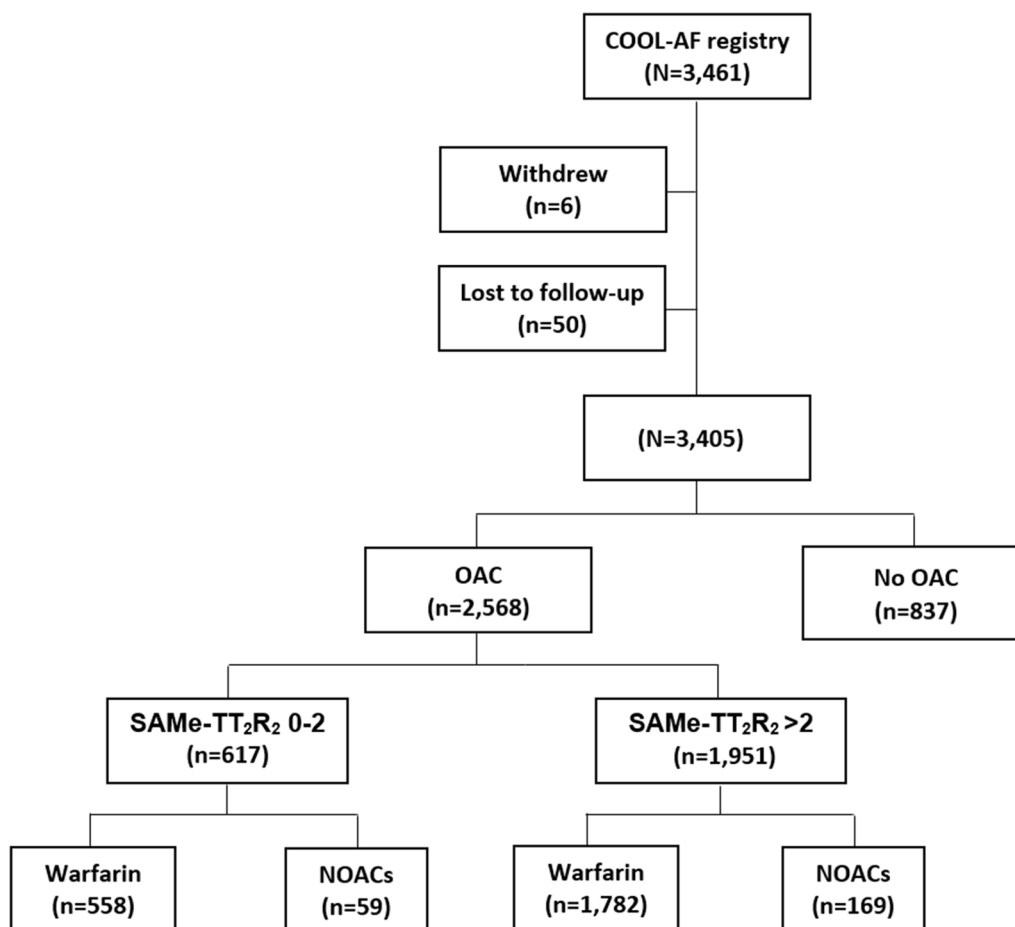 COOL-AF registry
(N=3,461)
Withdrew
(n=6)
Lost to follow-up
(n=50)
(N=3,405)
OAC
(n=2,568)
No OAC
(n=837)
SAMe-TT₂R₂ 0-2
(n=617)
SAMe-TT₂R₂ >2
(n=1,951)
Warfarin
(n=558)
NOACs
(n=59)
Warfarin
(n=1,782)
NOACs
(n=169)